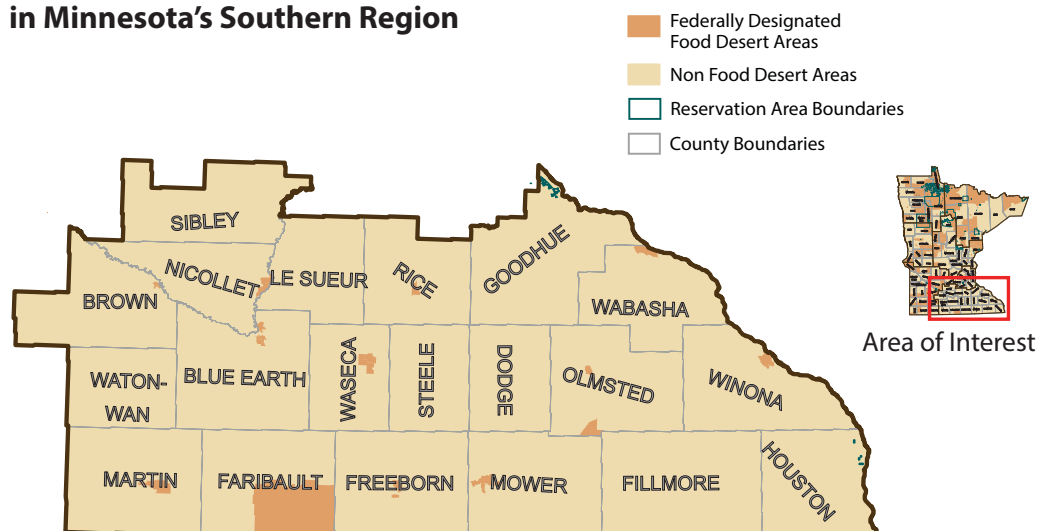 in Minnesota's Southern Region
Federally Designated
Food Desert Areas
Non Food Desert Areas
Reservation Area Boundaries
County Boundaries
SIBLEY
NICOLLET
LE SUEUR
RICE
GOODHUE
BROWN
WABASHA
Area of Interest
WATON-
WAN
BLUE EARTH
WASECA
STEELE
DODGE
OLMSTED
WINONA
MARTIN
FARIBAULT
FREEBORN
MOWER
FILLMORE
HOUSTON